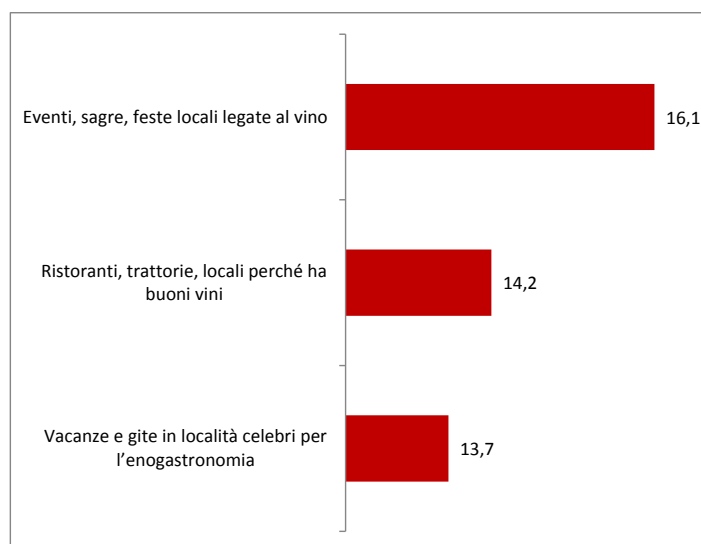 Eventi, sagre, feste locali legate al vino
16,1
Ristoranti, trattorie, locali perché ha
buoni vini
14,2
Vacanze e gite in località celebri per
l’enogastronomia
13,7